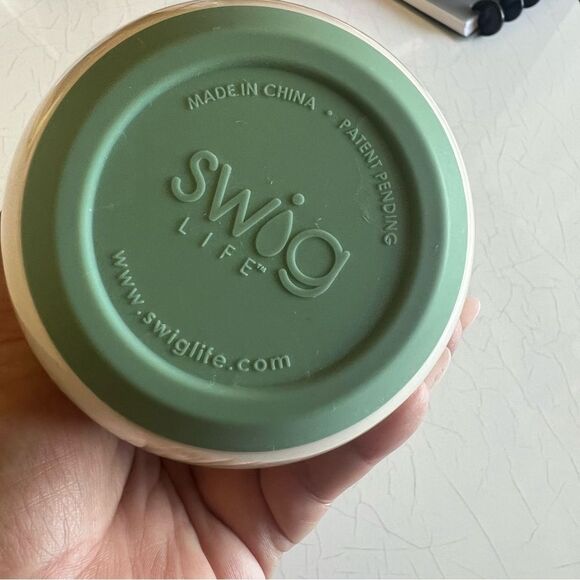 MADE IN CHINA • PATENT PENDING
swig
LIFE™
www.swiglife.com